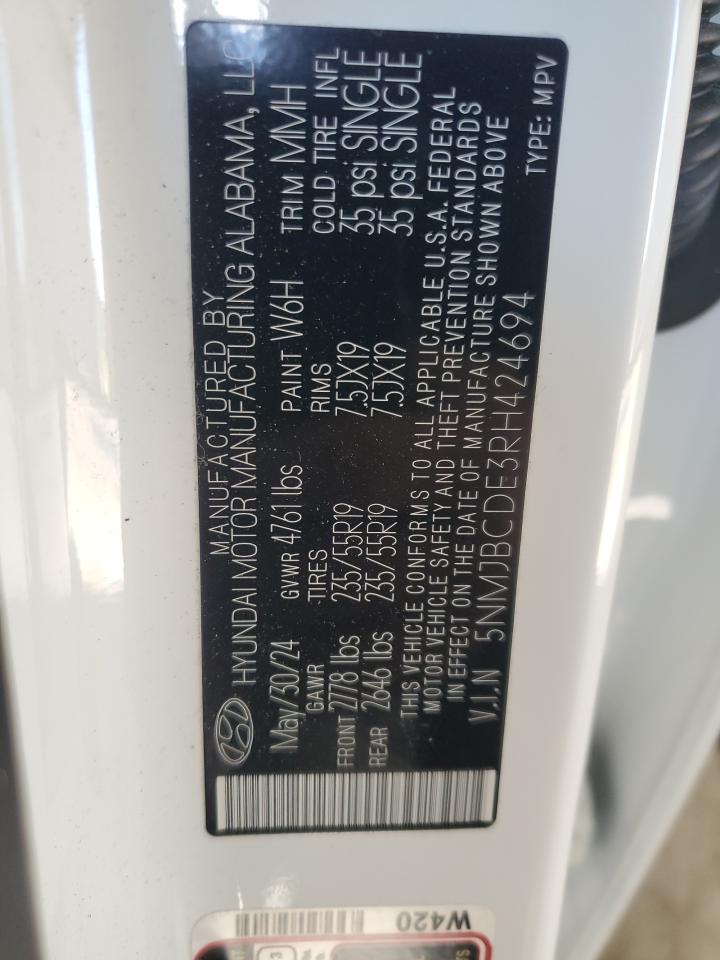 MANUFACTURED BY
HYUNDAI MOTOR MANUFACTURING ALABAMA, LLC
May/30/24 GVWR 4761 lbs PAINT W6H TRIM MMH
GAWR TIRES RIMS COLD TIRE INFL
FRONT 2778 lbs 235/55R19 7.5JX19 35 psi SINGLE
REAR 2646 lbs 235/55R19 7.5JX19 35 psi SINGLE
THIS VEHICLE CONFORMS TO ALL APPLICABLE U.S.A. FEDERAL
MOTOR VEHICLE SAFETY AND THEFT PREVENTION STANDARDS
IN EFFECT ON THE DATE OF MANUFACTURE SHOWN ABOVE
V.I.N 5NMJBCDE3RH424694 TYPE: MPV
W420